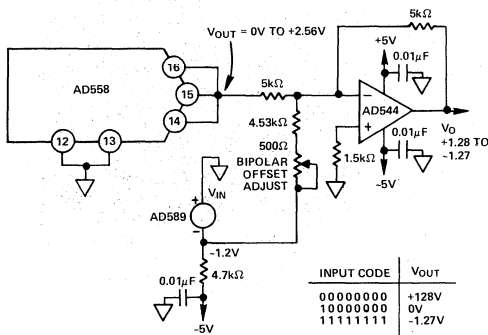 VOUT = 0V TO +2.56V
5kΩ
+5V
0.01μF
16
15
14
AD558
12
13
5kΩ
4.53kΩ
−
AD544
+
VO
+1.28 TO
−1.27
0.01μF
500Ω
BIPOLAR
OFFSET
ADJUST
1.5kΩ
−5V
+
VIN
AD589
−
−1.2V
4.7kΩ
0.01μF
−5V
INPUT CODE VOUT
00000000 +128V
10000000 0V
11111111 −1.27V